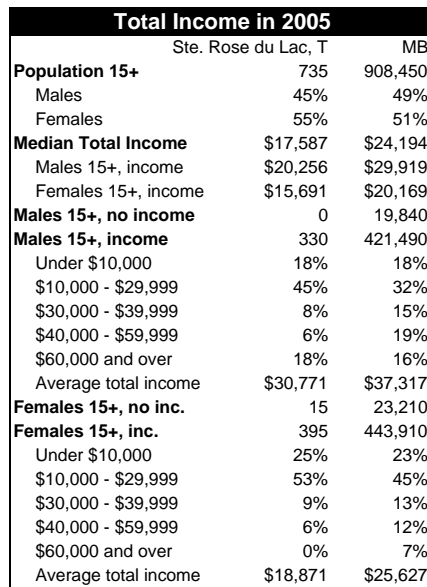 Total Income in 2005
Ste. Rose du Lac, T MB
Population 15+ 735 908,450
Males 45% 49%
Females 55% 51%
Median Total Income $17,587 $24,194
Males 15+, income $20,256 $29,919
Females 15+, income $15,691 $20,169
Males 15+, no income 0 19,840
Males 15+, income 330 421,490
Under $10,000 18% 18%
$10,000 - $29,999 45% 32%
$30,000 - $39,999 8% 15%
$40,000 - $59,999 6% 19%
$60,000 and over 18% 16%
Average total income $30,771 $37,317
Females 15+, no inc. 15 23,210
Females 15+, inc. 395 443,910
Under $10,000 25% 23%
$10,000 - $29,999 53% 45%
$30,000 - $39,999 9% 13%
$40,000 - $59,999 6% 12%
$60,000 and over 0% 7%
Average total income $18,871 $25,627